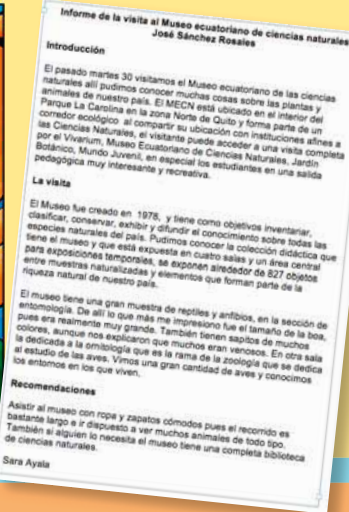 Informe de la visita al Museo ecuatoriano de ciencias naturales
José Sánchez Rosales
Introducción
El pasado martes 30 visitamos el Museo ecuatoriano de las ciencias
naturales allí pudimos conocer muchas cosas sobre las plantas y
animales de nuestro país. El MECN está ubicado en el interior del
Parque La Carolina en la zona Norte de Quito y forma parte de un
corredor ecológico al compartir su ubicación con instituciones afines a
las Ciencias Naturales, el visitante puede acceder a una visita completa
por el Vivarium, Museo Ecuatoriano de Ciencias Naturales, Jardín
Botánico, Mundo Juvenil, en especial los estudiantes en una salida
pedagógica muy interesante y recreativa.
La visita
El Museo fue creado en 1978, y tiene como objetivos inventariar,
clasificar, conservar, exhibir y difundir el conocimiento sobre todas las
especies naturales del país. Pudimos conocer la colección didáctica que
tiene el museo y que está expuesta en cuatro salas y un área central
para exposiciones temporales, se exponen alrededor de 827 objetos
entre muestras naturalizadas y elementos que forman parte de la
riqueza natural de nuestro país.
El museo tiene una gran muestra de reptiles y anfibios, en la sección de
entomología. De allí lo que más me impresiono fue el tamaño de la boa,
pues era realmente muy grande. También tienen sapitos de muchos
colores, aunque nos explicaron que muchos eran venosos. En otra sala
la dedicada a la ornitología que es la rama de la zoología que se dedica
al estudio de las aves. Vimos una gran cantidad de aves y conocimos
los entornos en los que viven.
Recomendaciones
Asistir al museo con rope y zapatos cómodos pues el recorrido es
bastante largo e ir dispuesto a ver muchos animales de todo tipo.
También si alguien lo necesita el museo tiene una completa biblioteca
de ciencias naturales.
Sara Ayala